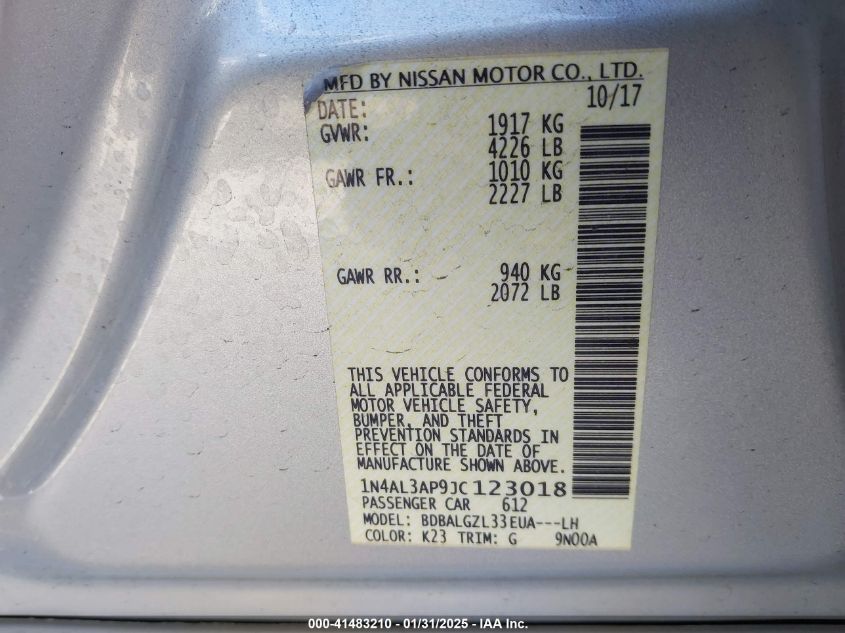 MFD BY NISSAN MOTOR CO., LTD.
DATE: 10/17
GVWR: 1917 KG
4226 LB
GAWR FR.: 1010 KG
2227 LB
GAWR RR.: 940 KG
2072 LB
THIS VEHICLE CONFORMS TO
ALL APPLICABLE FEDERAL
MOTOR VEHICLE SAFETY,
BUMPER, AND THEFT
PREVENTION STANDARDS IN
EFFECT ON THE DATE OF
MANUFACTURE SHOWN ABOVE.
1N4AL3AP9JC123018
PASSENGER CAR 612
MODEL: BDBALGZL33EUA---LH
COLOR: K23 TRIM: G 9N00A
000-41483210 - 01/31/2025 - IAA Inc.